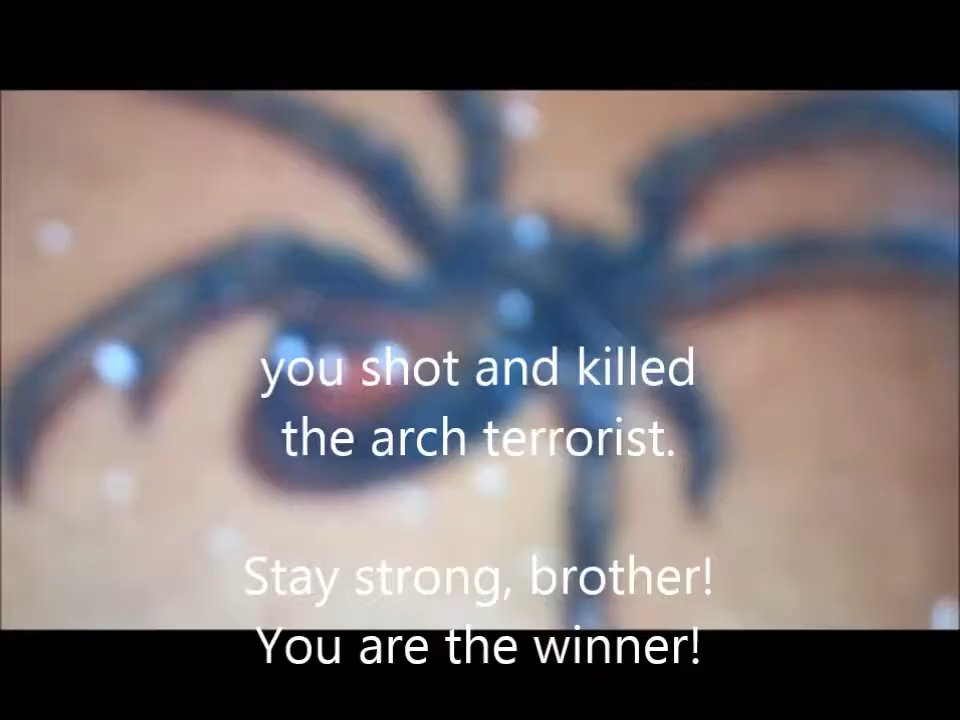 you shot and killed
the arch terrorist.
Stay strong, brother!
You are the winner!